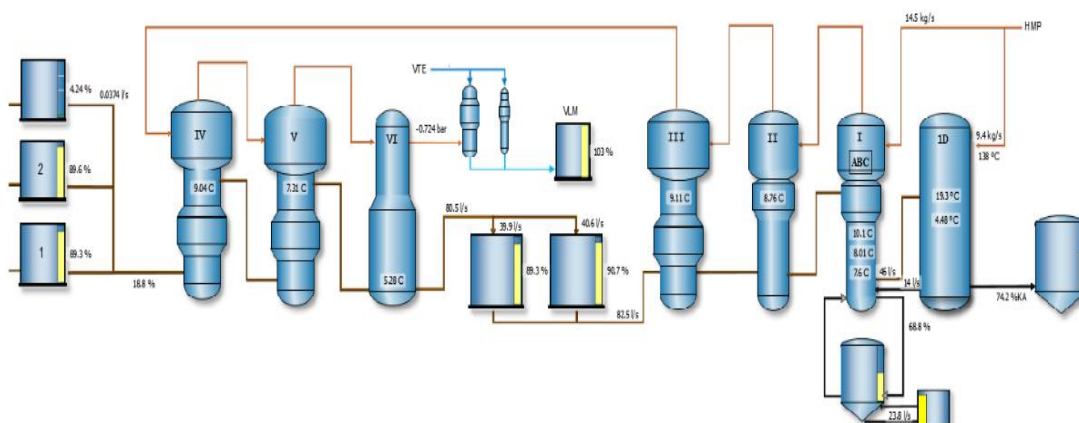 14.5 kg/s
HMP
4.24 %
0.0374 l/s
VTE
VLM
-0.724 bar
103 %
IV
V
VI
III
II
I
1D
ABC
9.4 kg/s
138 °C
2
89.6 %
9.04 C
7.31 C
9.11 C
8.76 C
19.3 °C
4.48 °C
10.1 C
8.01 C
7.6 C
80.5 l/s
39.9 l/s
40.6 l/s
1
89.3 %
18.8 %
5.28 C
89.3 %
90.7 %
82.5 l/s
46 l/s
14 l/s
74.2 %KA
68.8 %
23.8 l/s